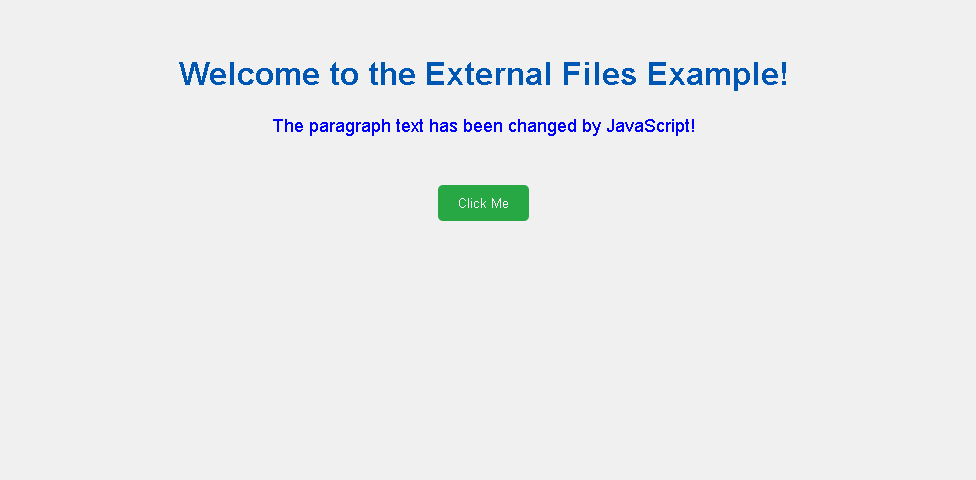 Welcome to the External Files Example!
The paragraph text has been changed by JavaScript!
Click Me